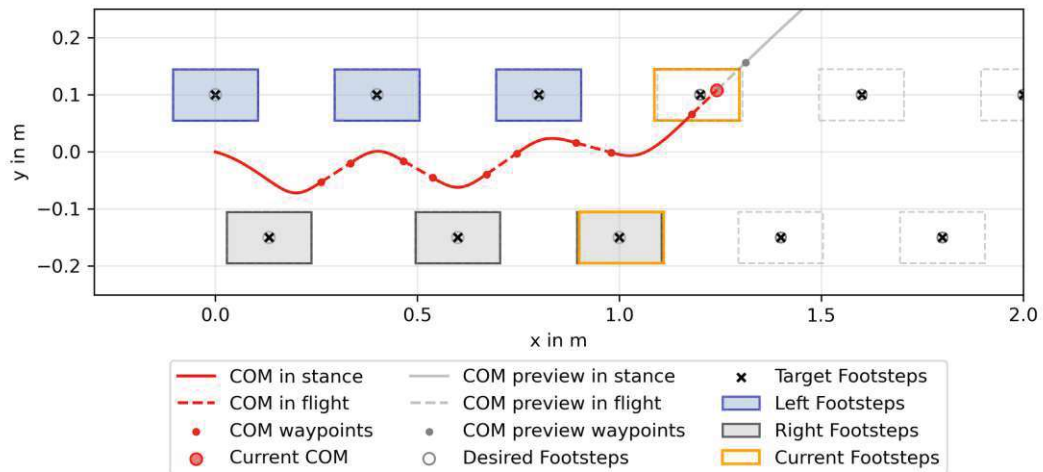 0.2
0.1
0.0
−0.1
−0.2
y in m
0.0 0.5 1.0 1.5 2.0
x in m
COM in stance COM preview in stance Target Footsteps
COM in flight COM preview in flight Left Footsteps
COM waypoints COM preview waypoints Right Footsteps
Current COM Desired Footsteps Current Footsteps